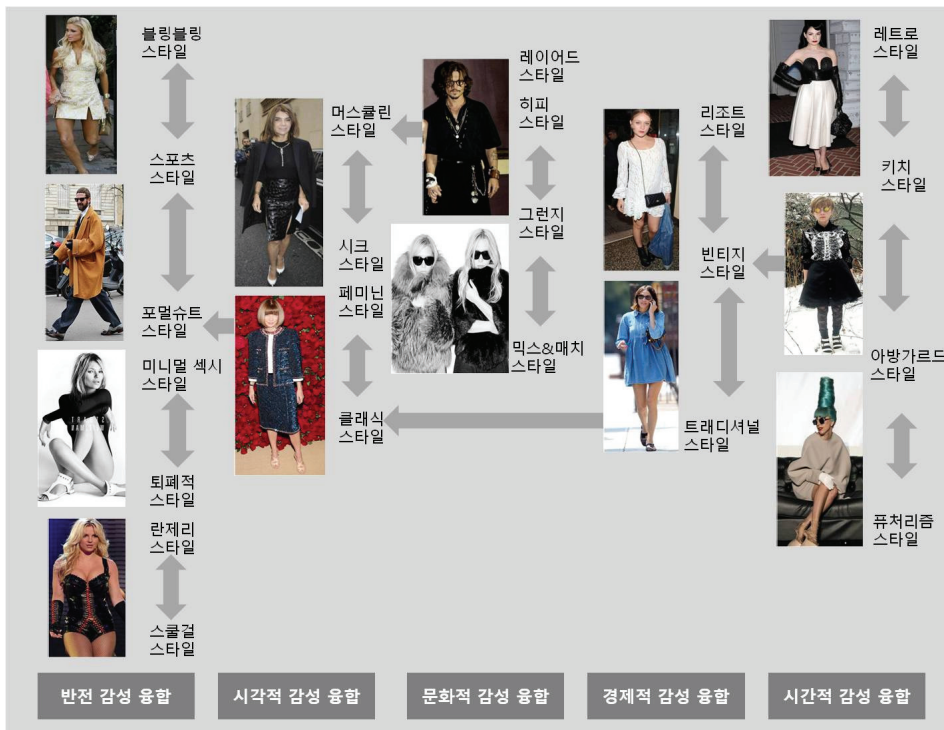 블링블링
스타일
스포츠
스타일
포멀슈트
스타일
미니멀 섹시
스타일
퇴폐적
스타일
란제리
스타일
스쿨걸
스타일
반전 감성 융합
머스큘린
스타일
시크
스타일
페미닌
스타일
클래식
스타일
시각적 감성 융합
레이어드
스타일
히피
스타일
그런지
스타일
믹스&매치
스타일
문화적 감성 융합
리조트
스타일
빈티지
스타일
트래디셔널
스타일
경제적 감성 융합
레트로
스타일
키치
스타일
아방가르드
스타일
퓨처리즘
스타일
시간적 감성 융합